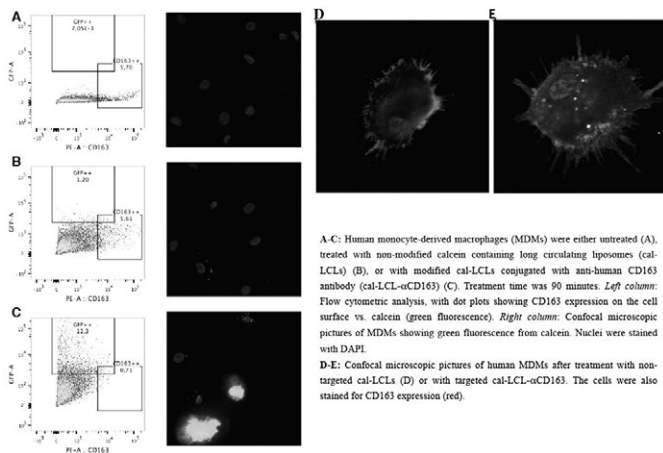 A
GFP++
CD163++
5,76
GFP-A
PE-A :: CD163
B
GFP++
1,20
CD163++
5,63
GFP-A
PE-A :: CD163
C
GFP++
12,3
CD163++
0,71
GFP-A
PE-A :: CD163
D
E
A-C: Human monocyte-derived macrophages (MDMs) were either untreated (A),
treated with non-modified calcein containing long circulating liposomes (cal-
LCLs) (B), or with modified cal-LCLs conjugated with anti-human CD163
antibody (cal-LCL-αCD163) (C). Treatment time was 90 minutes. Left column:
Flow cytometric analysis, with dot plots showing CD163 expression on the cell
surface vs. calcein (green fluorescence). Right column: Confocal microscopic
pictures of MDMs showing green fluorescence from calcein. Nuclei were stained
with DAPI.
D-E: Confocal microscopic pictures of human MDMs after treatment with non-
targeted cal-LCLs (D) or with targeted cal-LCL-αCD163. The cells were also
stained for CD163 expression (red).